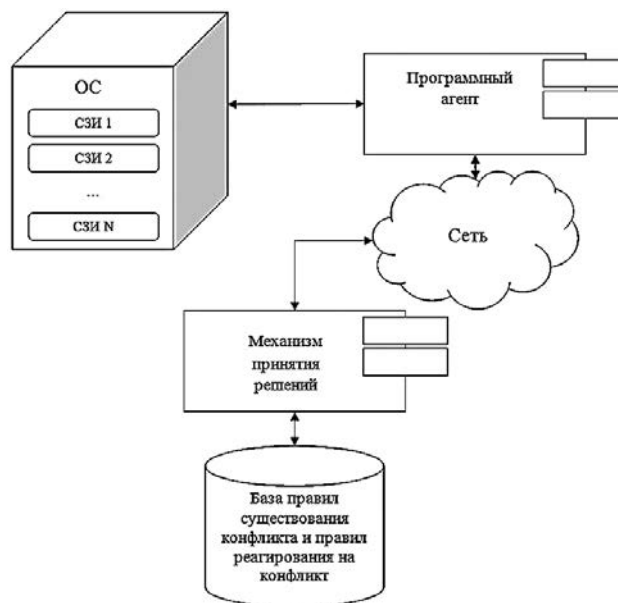 ОС
СЗИ 1
СЗИ 2
...
СЗИ N
Программный
агент
Сеть
Механизм
принятия
решений
База правил
существования
конфликта и правил
реагирования на
конфликт